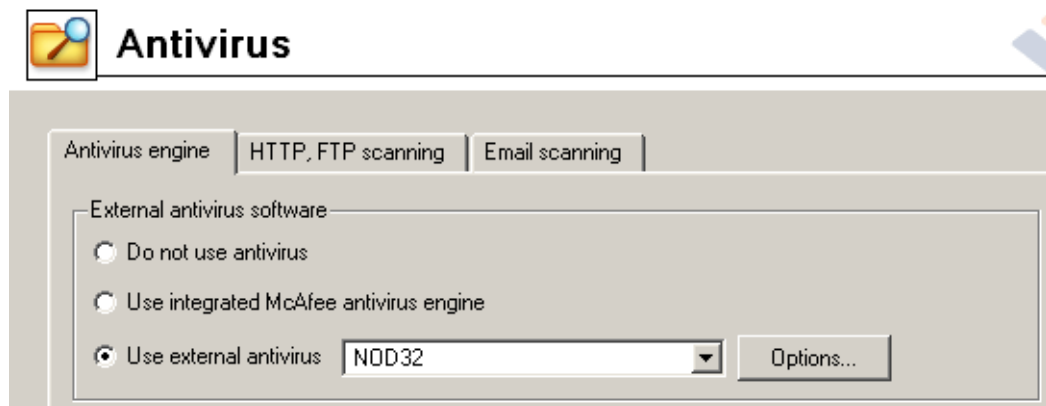 Antivirus
Antivirus engine HTTP, FTP scanning Email scanning
External antivirus software
Do not use antivirus
Use integrated McAfee antivirus engine
Use external antivirus NOD32 Options...